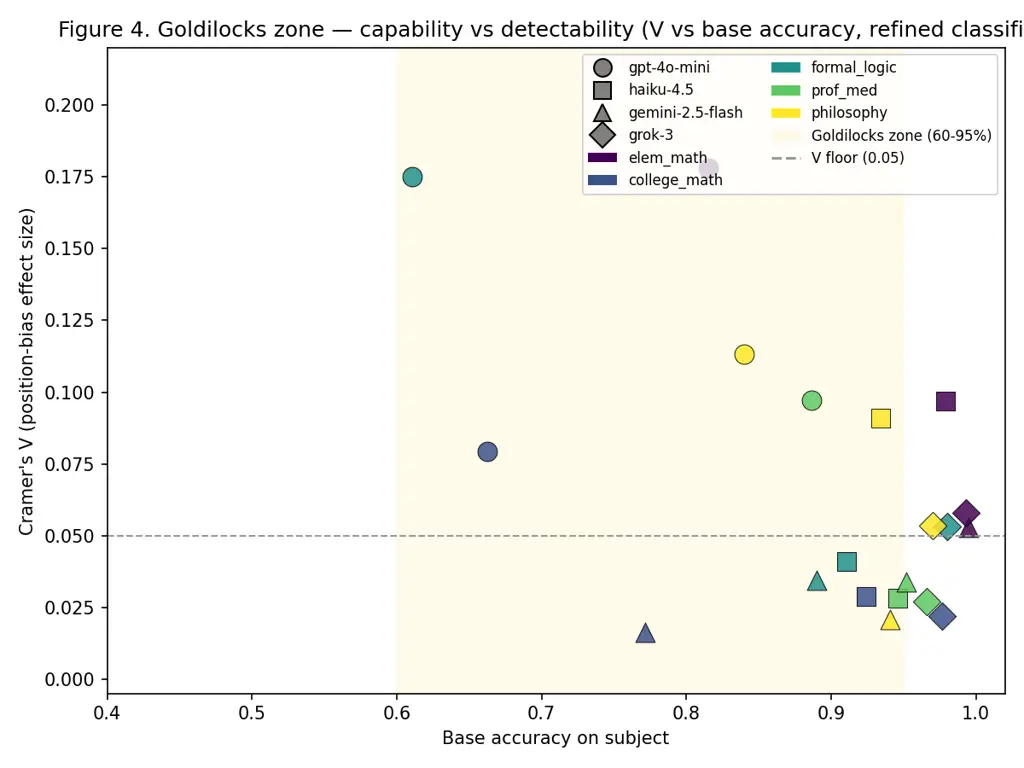 Figure 4. Goldilocks zone — capability vs detectability (V vs base accuracy, refined classifi
gpt-4o-mini
haiku-4.5
gemini-2.5-flash
grok-3
elem_math
college_math
formal_logic
prof_med
philosophy
Goldilocks zone (60-95%)
V floor (0.05)
Cramer's V (position-bias effect size)
0.200
0.175
0.150
0.125
0.100
0.075
0.050
0.025
0.000
0.4
0.5
0.6
0.7
0.8
0.9
1.0
Base accuracy on subject